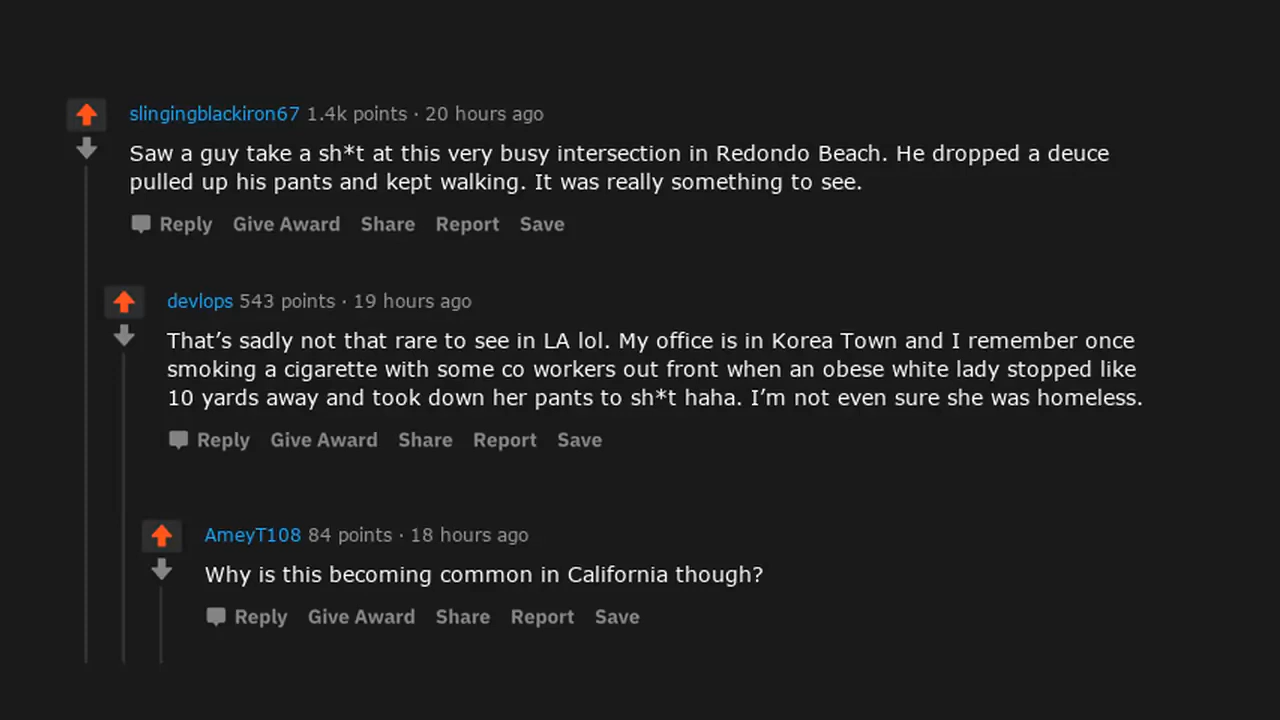 slingingblackiron67 1.4k points · 20 hours ago
Saw a guy take a sh*t at this very busy intersection in Redondo Beach. He dropped a deuce
pulled up his pants and kept walking. It was really something to see.
Reply Give Award Share Report Save
devlops 543 points · 19 hours ago
That’s sadly not that rare to see in LA lol. My office is in Korea Town and I remember once
smoking a cigarette with some co workers out front when an obese white lady stopped like
10 yards away and took down her pants to sh*t haha. I’m not even sure she was homeless.
Reply Give Award Share Report Save
AmeyT108 84 points · 18 hours ago
Why is this becoming common in California though?
Reply Give Award Share Report Save